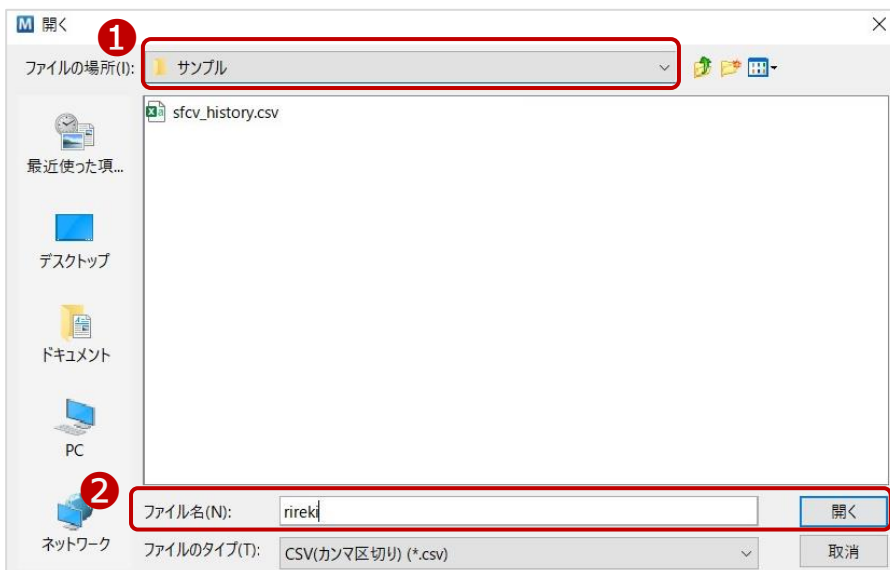 M 開く
1
ファイルの場所(I): サンプル
sfcv_history.csv
最近使った項...
デスクトップ
ドキュメント
PC
2
ファイル名(N): rireki 開く
ネットワーク
ファイルのタイプ(T): CSV(カンマ区切り) (*.csv) 取消